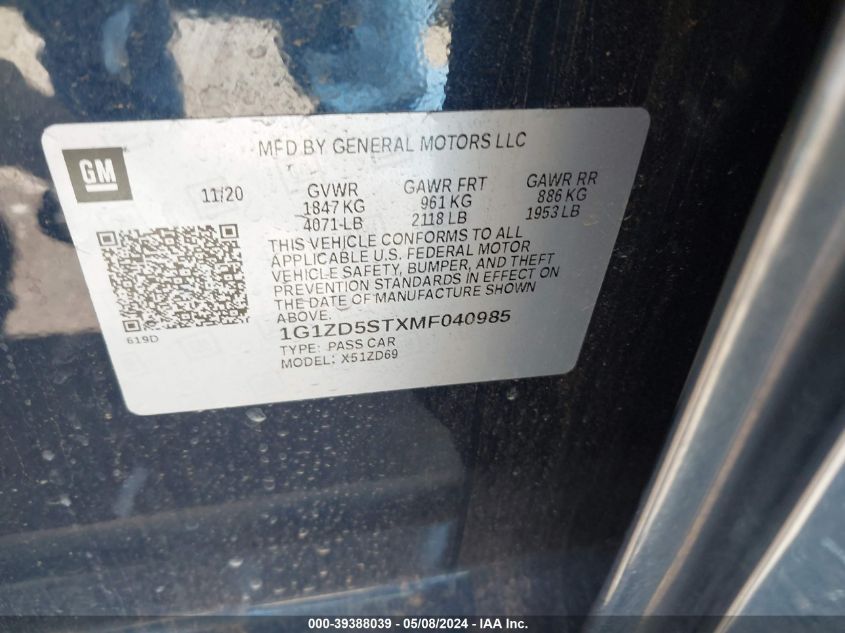 MFD BY GENERAL MOTORS LLC
GM
11/20 GVWR GAWR FRT GAWR RR
1847 KG 961 KG 886 KG
4071 LB 2118 LB 1953 LB
THIS VEHICLE CONFORMS TO ALL
APPLICABLE U.S. FEDERAL MOTOR
VEHICLE SAFETY, BUMPER, AND THEFT
PREVENTION STANDARDS IN EFFECT ON
THE DATE OF MANUFACTURE SHOWN
ABOVE.
619D
1G1ZD5STXMF040985
TYPE: PASS CAR
MODEL: X51ZD69
000-39388039 - 05/08/2024 - IAA Inc.